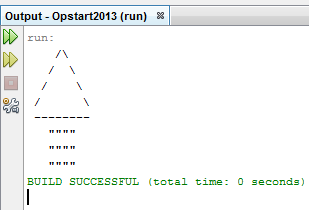 Output - Opstart2013 (run)
run:
    /\
   /  \
  /    \
 /      \
 --------
   """"
   """"
   """"
BUILD SUCCESSFUL (total time: 0 seconds)